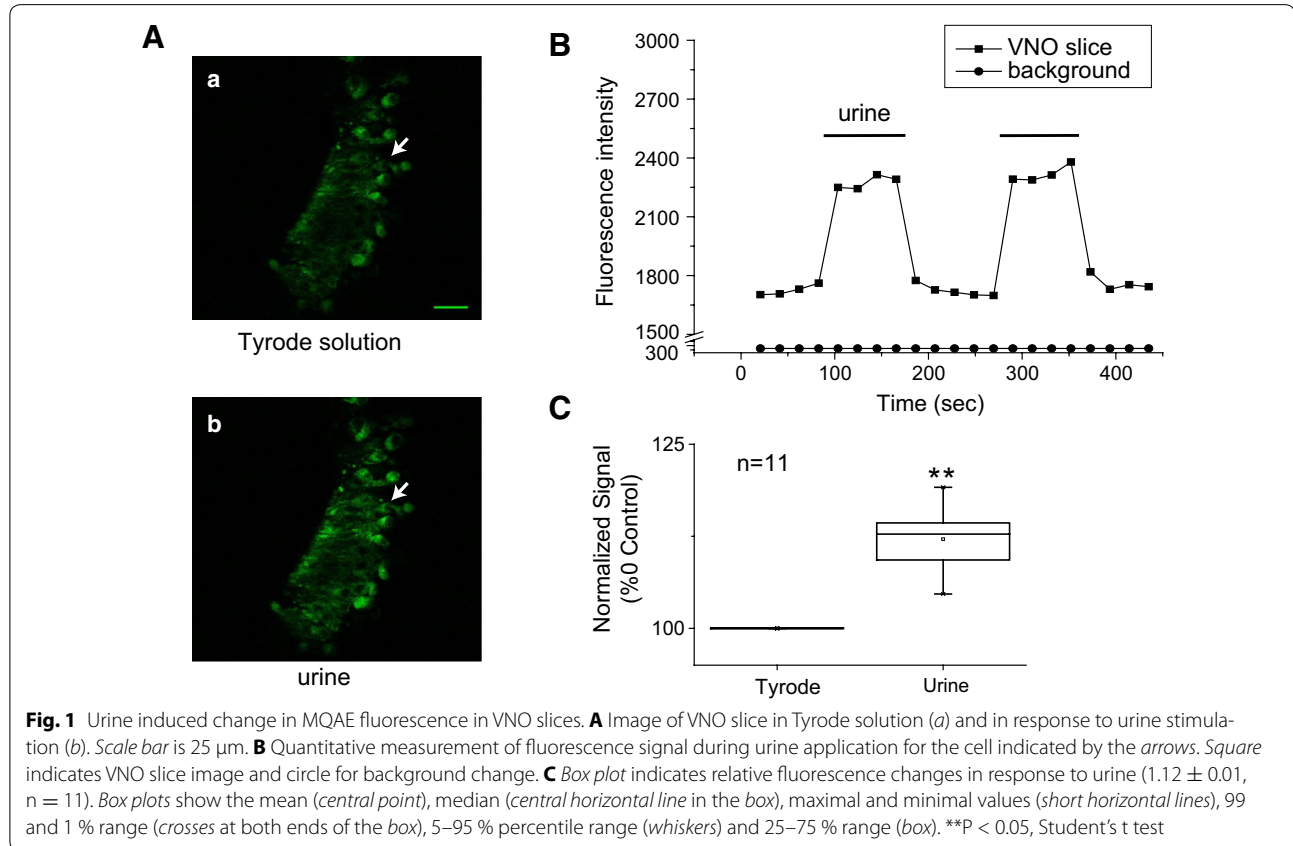 A
a
Tyrode solution
b
urine
B
3000
2700
2400
2100
1800
1500
300
Fluorescence intensity
VNO slice
background
urine
0
100
200
300
400
Time (sec)
C
125
100
Normalized Signal
(%0 Control)
n=11
**
Tyrode
Urine
Fig. 1 Urine induced change in MQAE fluorescence in VNO slices. A Image of VNO slice in Tyrode solution (a) and in response to urine stimula-
tion (b). Scale bar is 25 μm. B Quantitative measurement of fluorescence signal during urine application for the cell indicated by the arrows. Square
indicates VNO slice image and circle for background change. C Box plot indicates relative fluorescence changes in response to urine (1.12 ± 0.01,
n = 11). Box plots show the mean (central point), median (central horizontal line in the box), maximal and minimal values (short horizontal lines), 99
and 1 % range (crosses at both ends of the box), 5–95 % percentile range (whiskers) and 25–75 % range (box). **P < 0.05, Student's t test